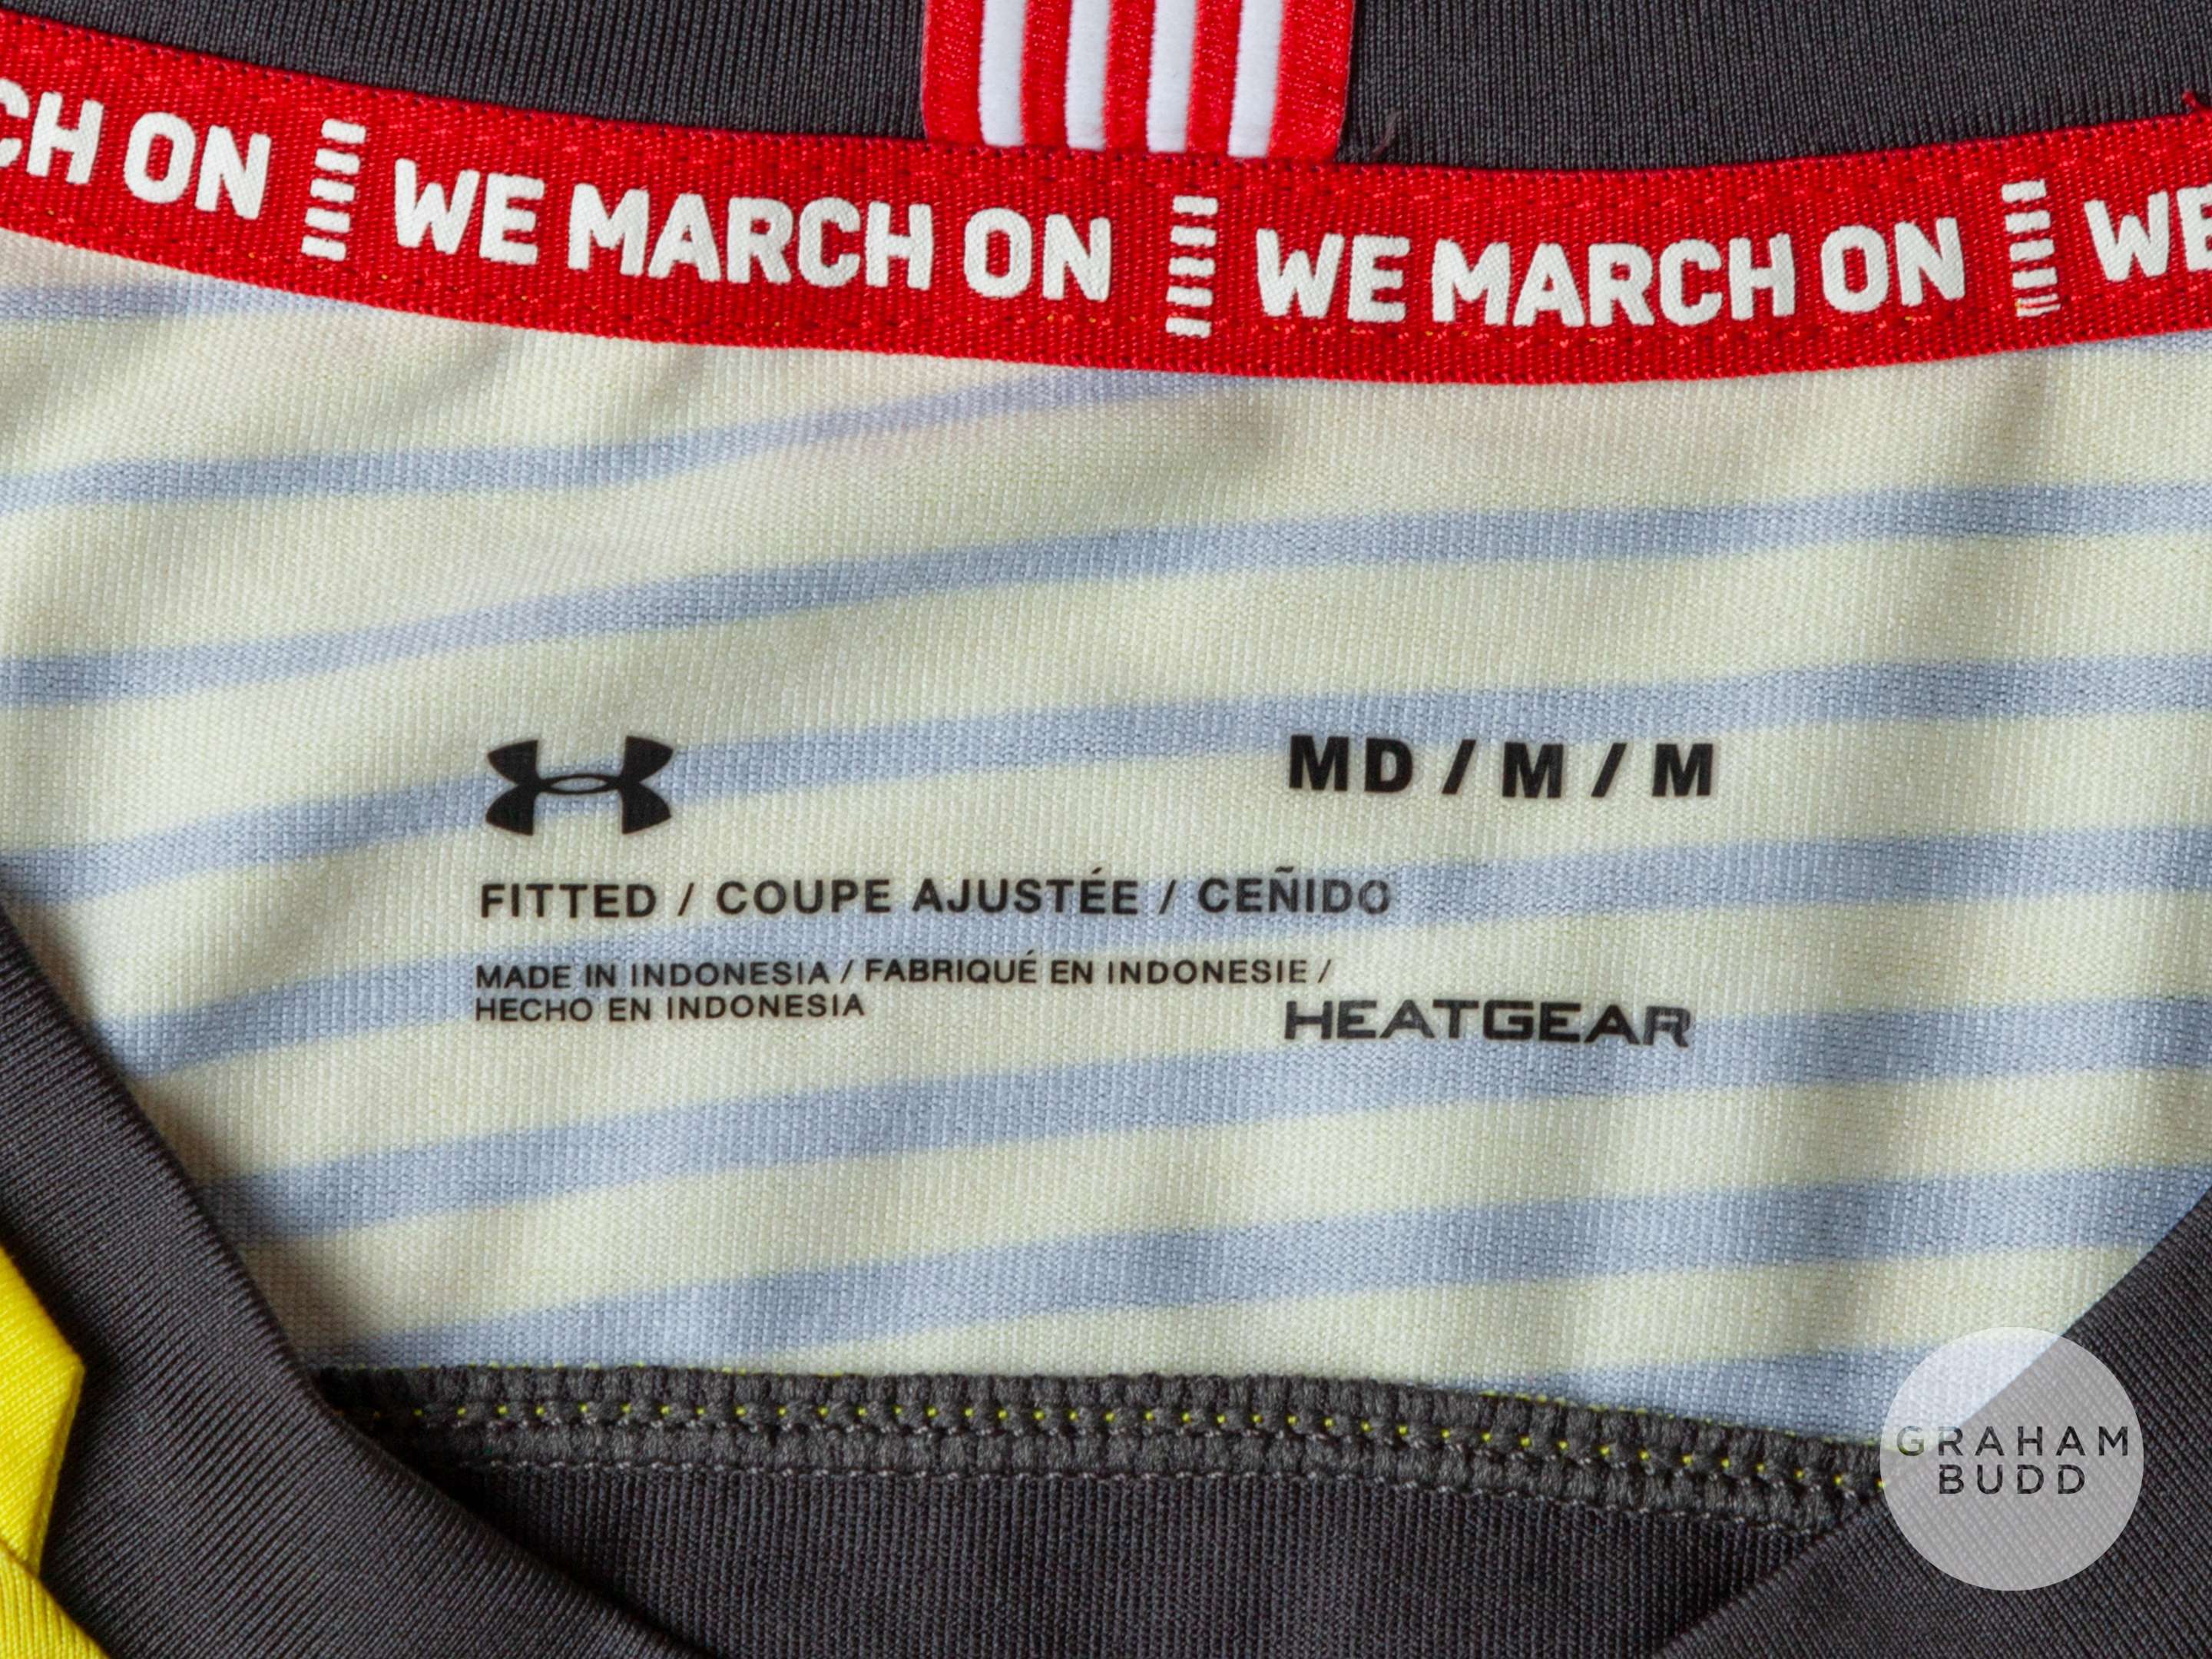 CH ON WE MARCH ON WE MARCH ON WE
MD / M / M
FITTED / COUPE AJUSTÉE / CEÑIDO
MADE IN INDONESIA / FABRIQUÉ EN INDONESIE /
HECHO EN INDONESIA
HEATGEAR
GRAHAM
BUDD